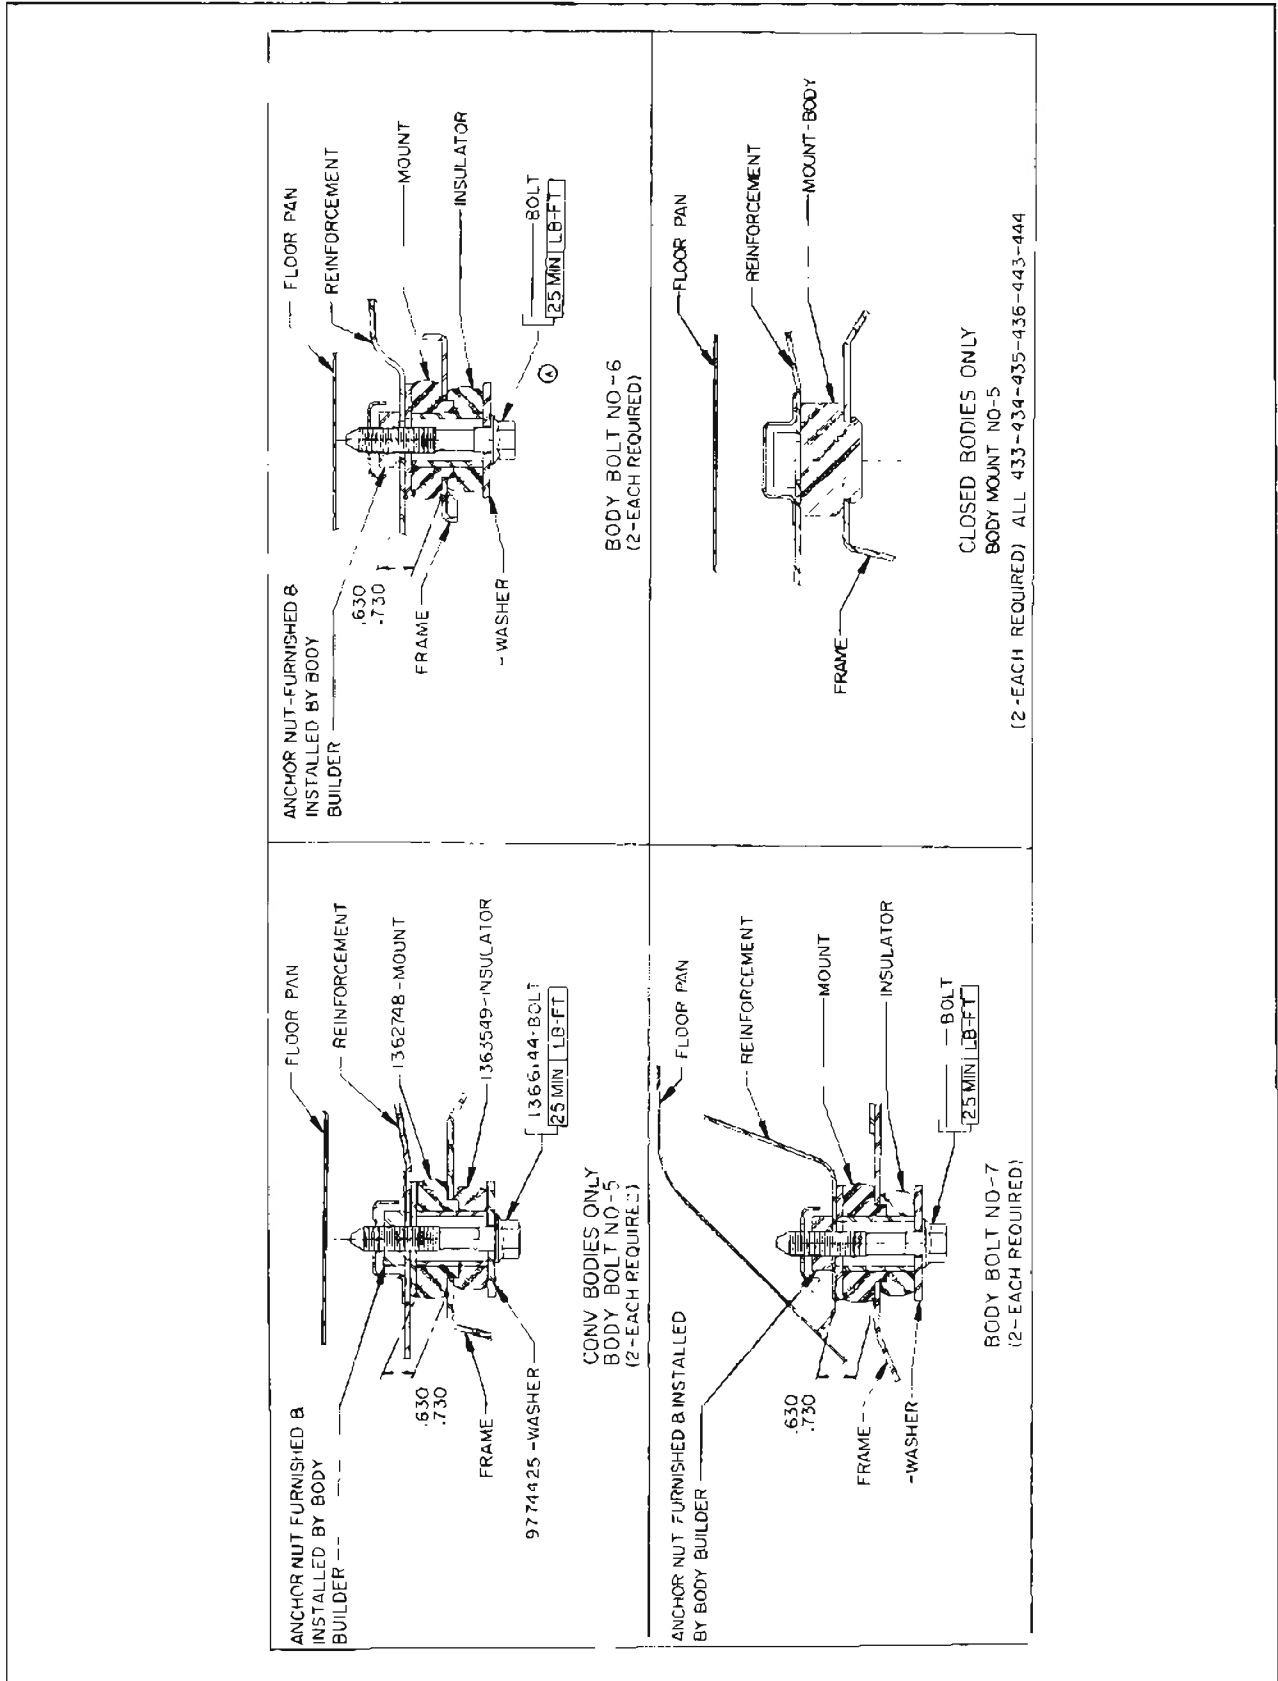 ANCHOR NUT FURNISHED &
INSTALLED BY BODY
BUILDER
FLOOR PAN
REINFORCEMENT
1362748-MOUNT
1363549-INSULATOR
.630
.730
FRAME
9774425-WASHER
-BOLT
25 MIN LB-FT
CONV BODIES ONLY
BODY BOLT NO-5
(2-EACH REQUIRED)
ANCHOR NUT-FURNISHED &
INSTALLED BY BODY
BUILDER
FLOOR PAN
REINFORCEMENT
MOUNT
INSULATOR
.630
.730
FRAME
-WASHER
BOLT
25 MIN LB-FT
A
BODY BOLT NO-6
(2-EACH REQUIRED)
ANCHOR NUT FURNISHED & INSTALLED
BY BODY BUILDER
FLOOR PAN
REINFORCEMENT
MOUNT
INSULATOR
.630
.730
FRAME
-WASHER
BOLT
25 MIN LB-FT
BODY BOLT NO-7
(2-EACH REQUIRED)
FLOOR PAN
REINFORCEMENT
MOUNT-BODY
FRAME
CLOSED BODIES ONLY
BODY MOUNT NO-5
(2-EACH REQUIRED) ALL 433-434-435-436-443-444